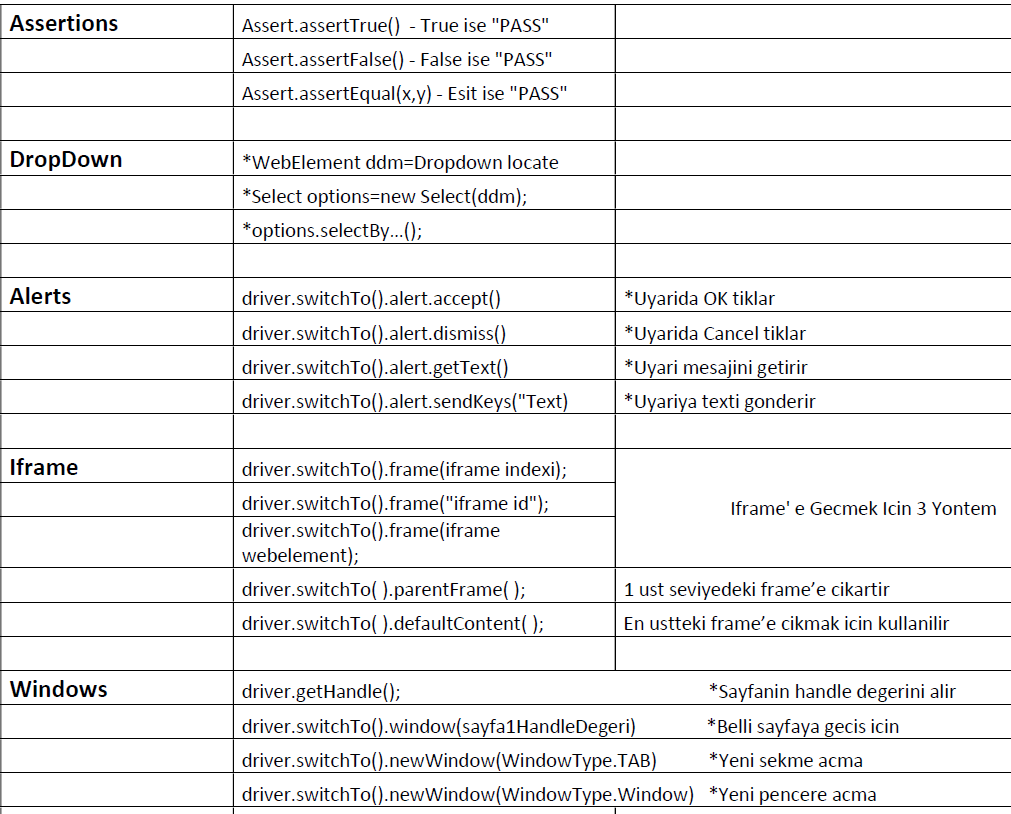 Assertions Assert.assertTrue()  - True ise "PASS"
Assert.assertFalse() - False ise "PASS"
Assert.assertEqual(x,y) - Esit ise "PASS"
DropDown *WebElement ddm=Dropdown locate
*Select options=new Select(ddm);
*options.selectBy...();
Alerts driver.switchTo().alert.accept() *Uyarida OK tiklar
driver.switchTo().alert.dismiss() *Uyarida Cancel tiklar
driver.switchTo().alert.getText() *Uyari mesajini getirir
driver.switchTo().alert.sendKeys("Text) *Uyariya texti gonderir
Iframe driver.switchTo().frame(iframe indexi);
driver.switchTo().frame("iframe id"); Iframe' e Gecmek Icin 3 Yontem
driver.switchTo().frame(iframe
webelement);
driver.switchTo( ).parentFrame( ); 1 ust seviyedeki frame’e cikartir
driver.switchTo( ).defaultContent( ); En ustteki frame’e cikmak icin kullanilir
Windows driver.getHandle(); *Sayfanin handle degerini alir
driver.switchTo().window(sayfa1HandleDegeri) *Belli sayfaya gecis icin
driver.switchTo().newWindow(WindowType.TAB) *Yeni sekme acma
driver.switchTo().newWindow(WindowType.Window) *Yeni pencere acma